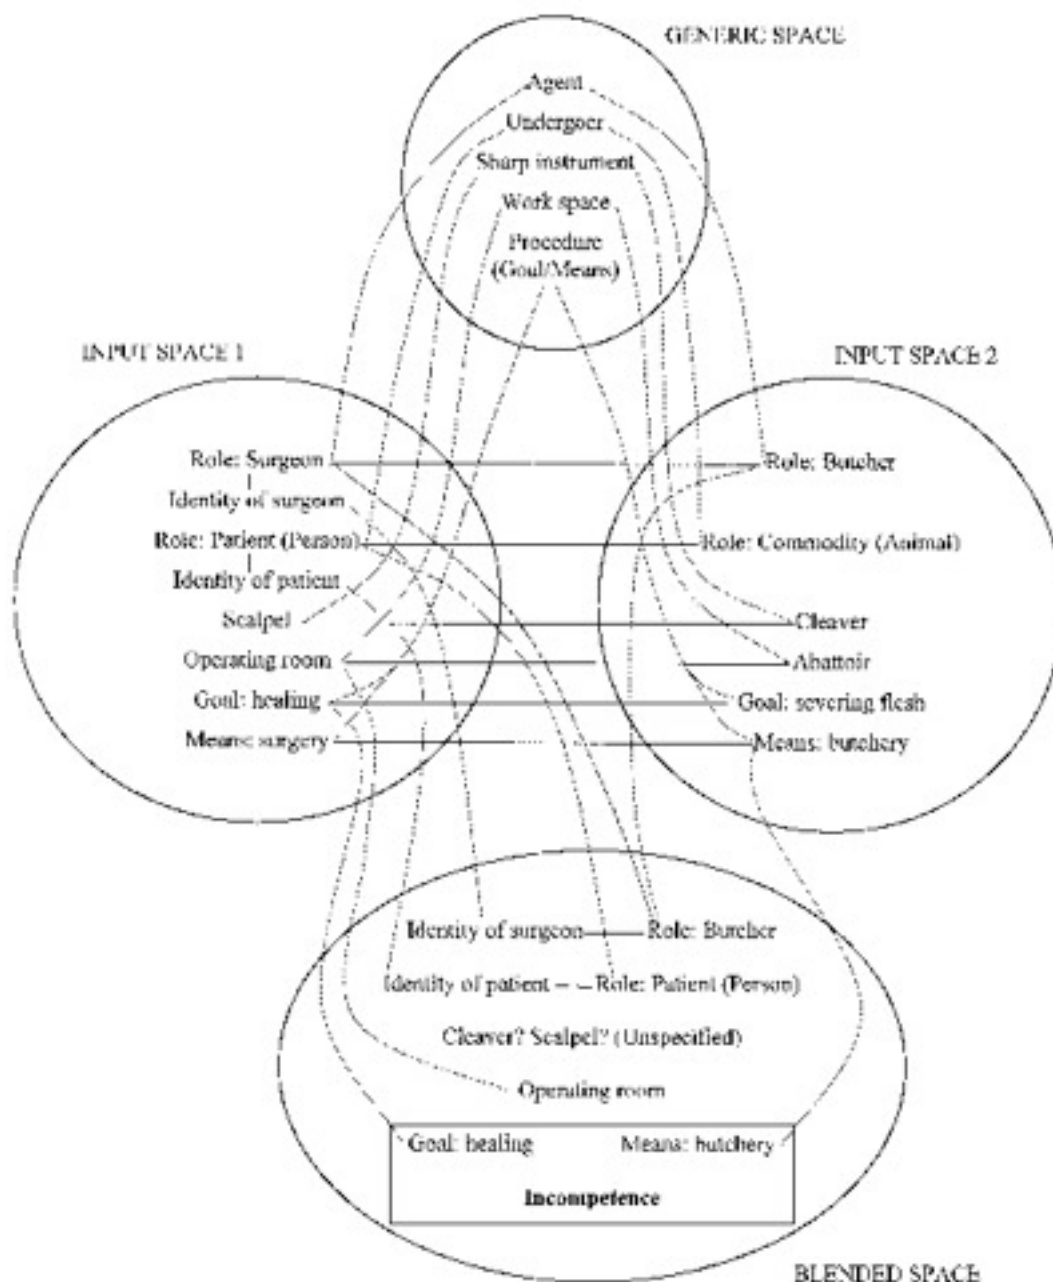 GENERIC SPACE
Agent
Undergoer
Sharp instrument
Work space
Procedure
(Goal/Means)
INPUT SPACE 1
Role: Surgeon
Identity of surgeon
Role: Patient (Person)
Identity of patient
Scalpel
Operating room
Goal: healing
Means: surgery
INPUT SPACE 2
Role: Butcher
Role: Commodity (Animal)
Cleaver
Abattoir
Goal: severing flesh
Means: butchery
Identity of surgeon
Role: Butcher
Identity of patient
Role: Patient (Person)
Cleaver? Scalpel? (Unspecified)
Operating room
Goal: healing
Means: butchery
Incompetence
BLENDED SPACE